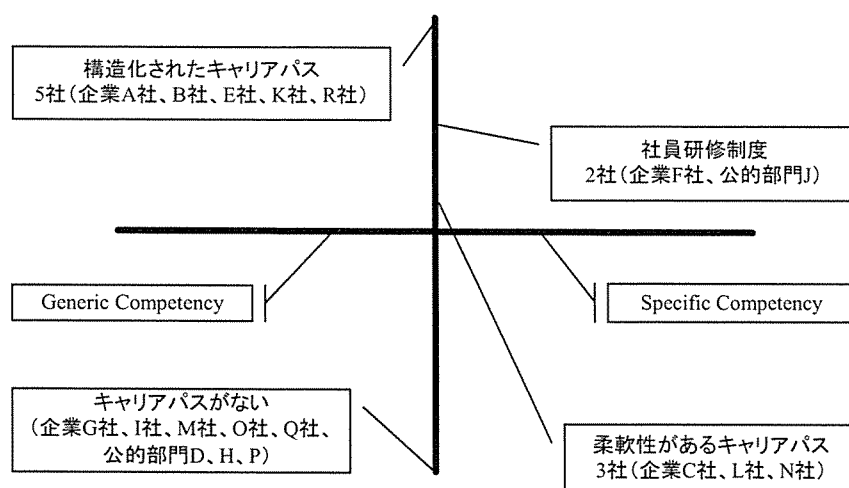 構造化されたキャリアパス
5社(企業A社、B社、E社、K社、R社)
社員研修制度
2社(企業F社、公的部門J)
Generic Competency
Specific Competency
キャリアパスがない
(企業G社、I社、M社、O社、Q社、
公的部門D、H、P)
柔軟性があるキャリアパス
3社(企業C社、L社、N社)